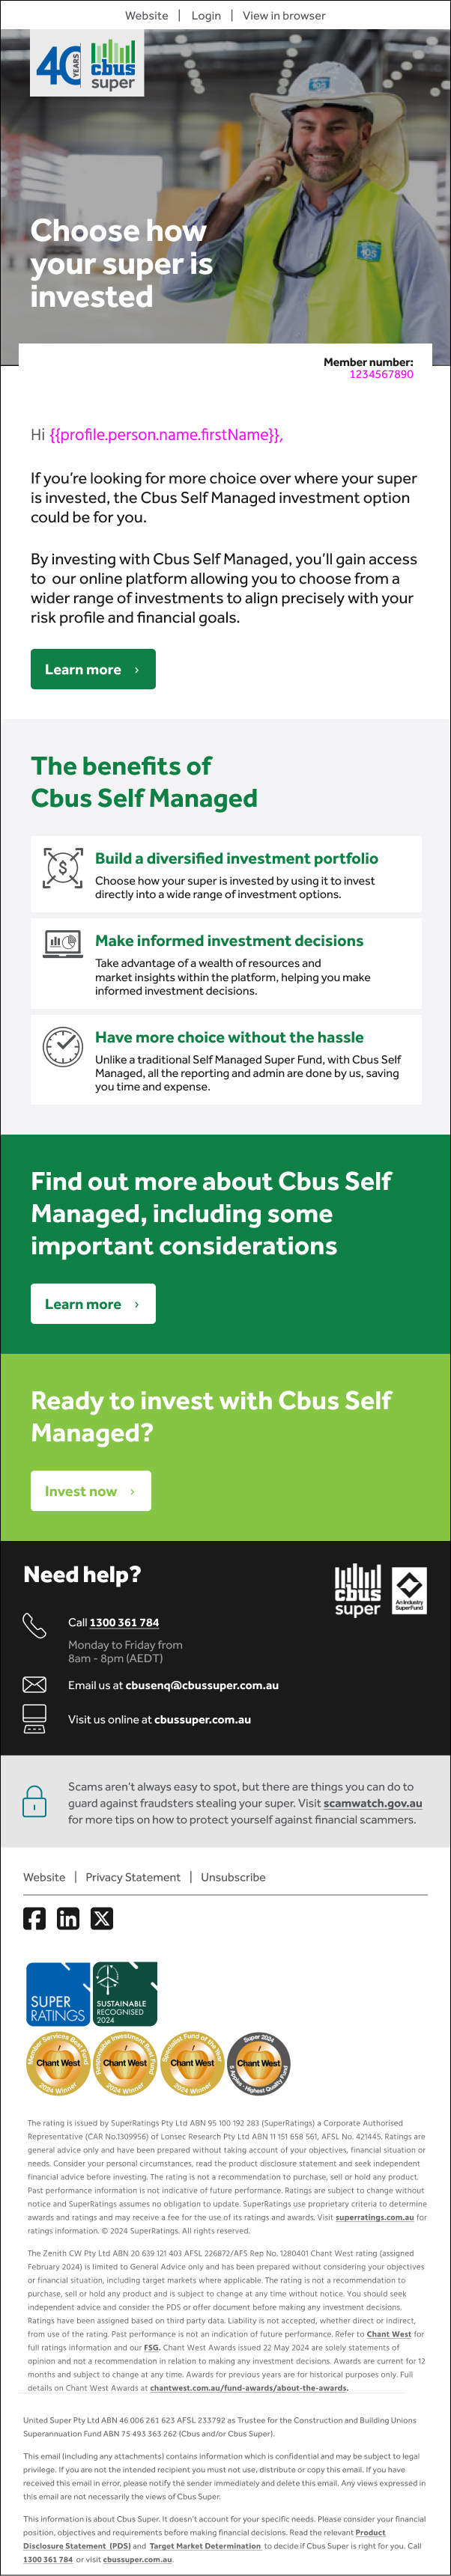 Website | Login | View in browser
40 YEARS
cbus
super
Choose how
your super is
invested
Member number:
1234567890
Hi {{profile.person.name.firstName}},
If you’re looking for more choice over where your super
is invested, the Cbus Self Managed investment option
could be for you.
By investing with Cbus Self Managed, you’ll gain access
to our online platform allowing you to choose from a
wider range of investments to align precisely with your
risk profile and financial goals.
Learn more ›
The benefits of
Cbus Self Managed
Build a diversified investment portfolio
Choose how your super is invested by using it to invest
directly into a wide range of investment options.
Make informed investment decisions
Take advantage of a wealth of resources and
market insights within the platform, helping you make
informed investment decisions.
Have more choice without the hassle
Unlike a traditional Self Managed Super Fund, with Cbus Self
Managed, all the reporting and admin are done by us, saving
you time and expense.
Find out more about Cbus Self
Managed, including some
important considerations
Learn more ›
Ready to invest with Cbus Self
Managed?
Invest now ›
Need help?
cbus
super
An Industry
SuperFund
Call 1300 361 784
Monday to Friday from
8am - 8pm (AEDT)
Email us at cbusenq@cbussuper.com.au
Visit us online at cbussuper.com.au
Scams aren’t always easy to spot, but there are things you can do to
guard against fraudsters stealing your super. Visit scamwatch.gov.au
for more tips on how to protect yourself against financial scammers.
Website | Privacy Statement | Unsubscribe
SUPER
RATINGS
SUSTAINABLE
RECOGNISED
2024
Member Services Best Fund
Chant West
2024 Winner
Responsible Investment Best Fund
Chant West
2024 Winner
Specialist Fund of the Year
Chant West
2024 Winner
Super 2024
Chant West
5 Apples - Highest Quality Fund
The rating is issued by SuperRatings Pty Ltd ABN 95 100 192 283 (SuperRatings) a Corporate Authorised
Representative (CAR No.1309956) of Lonsec Research Pty Ltd ABN 11 151 658 561, AFSL No. 421445. Ratings are
general advice only and have been prepared without taking account of your objectives, financial situation or
needs. Consider your personal circumstances, read the product disclosure statement and seek independent
financial advice before investing. The rating is not a recommendation to purchase, sell or hold any product.
Past performance information is not indicative of future performance. Ratings are subject to change without
notice and SuperRatings assumes no obligation to update. SuperRatings use proprietary criteria to determine
awards and ratings and may receive a fee for the use of its ratings and awards. Visit superratings.com.au for
ratings information. © 2024 SuperRatings. All rights reserved.
The Zenith CW Pty Ltd ABN 20 639 121 403 AFSL 226872/AFS Rep No. 1280401 Chant West rating (assigned
February 2024) is limited to General Advice only and has been prepared without considering your objectives
or financial situation, including target markets where applicable. The rating is not a recommendation to
purchase, sell or hold any product and is subject to change at any time without notice. You should seek
independent advice and consider the PDS or offer document before making any investment decisions.
Ratings have been assigned based on third party data. Liability is not accepted, whether direct or indirect,
from use of the rating. Past performance is not an indication of future performance. Refer to Chant West for
full ratings information and our FSG. Chant West Awards issued 22 May 2024 are solely statements of
opinion and not a recommendation in relation to making any investment decisions. Awards are current for 12
months and subject to change at any time. Awards for previous years are for historical purposes only. Full
details on Chant West Awards at chantwest.com.au/fund-awards/about-the-awards.
United Super Pty Ltd ABN 46 006 261 623 AFSL 233792 as Trustee for the Construction and Building Unions
Superannuation Fund ABN 75 493 363 262 (Cbus and/or Cbus Super).
This email (including any attachments) contains information which is confidential and may be subject to legal
privilege. If you are not the intended recipient you must not use, distribute or copy this email. If you have
received this email in error, please notify the sender immediately and delete this email. Any views expressed in
this email are not necessarily the views of Cbus Super.
This information is about Cbus Super. It doesn’t account for your specific needs. Please consider your financial
position, objectives and requirements before making financial decisions. Read the relevant Product
Disclosure Statement (PDS) and Target Market Determination to decide if Cbus Super is right for you. Call
1300 361 784 or visit cbussuper.com.au.